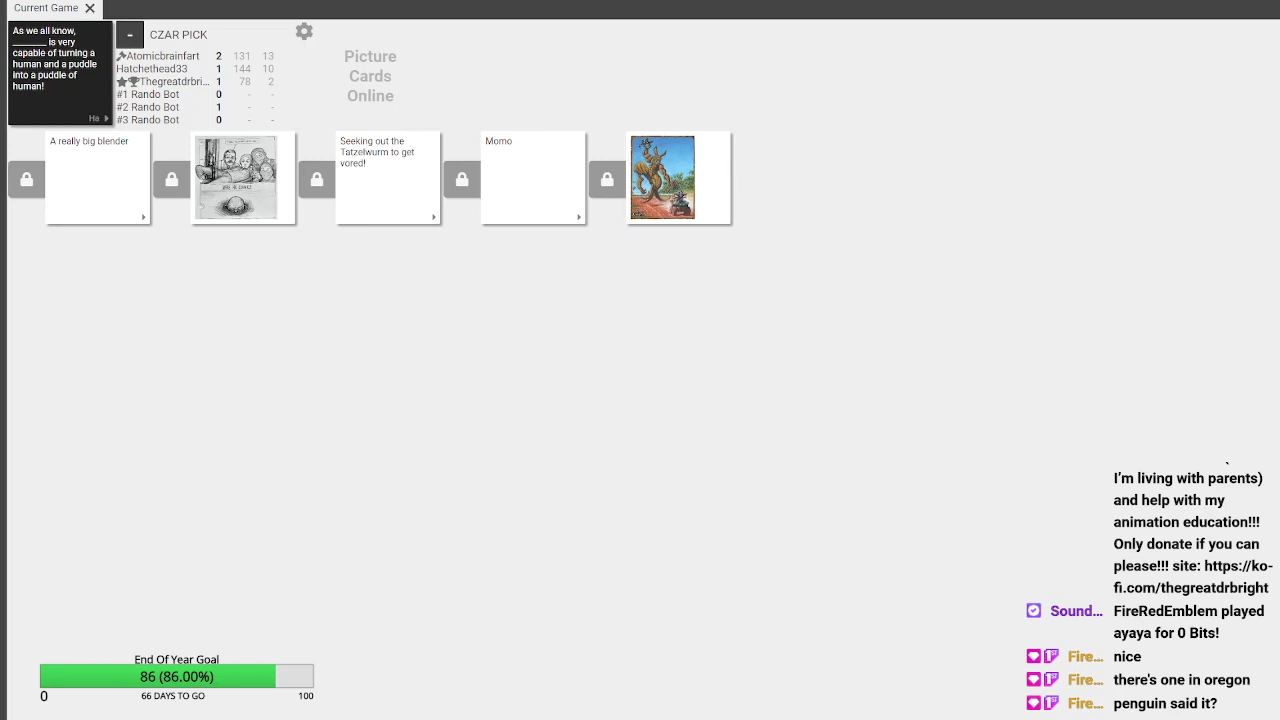 Current Game
As we all know,
_____ is very
capable of turning a
human and a puddle
into a puddle of
human!
Ha
-
CZAR PICK
Atomicbrainfart 2 131 13
Hatchethead33 1 144 10
Thegreatdrbri... 1 78 2
#1 Rando Bot 0 - -
#2 Rando Bot 1 - -
#3 Rando Bot 0 - -
Picture
Cards
Online
A really big blender
Seeking out the
Tatzelwurm to get
vored!
Momo
I'm living with parents)
and help with my
animation education!!!
Only donate if you can
please!!! site: https://ko-
fi.com/thegreatdrbright
Sound... FireRedEmblem played
ayaya for 0 Bits!
Fire... nice
Fire... there's one in oregon
Fire... penguin said it?
End Of Year Goal
86 (86.00%)
0 66 DAYS TO GO 100